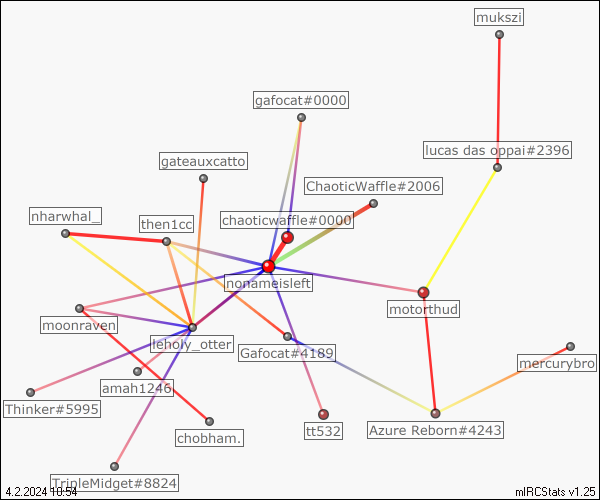 mukszi
gafocat#0000
lucas das oppai#2396
gateauxcatto
ChaoticWaffle#2006
nharwhal_
then1cc
chaoticwaffle#0000
nonameisleft
motorthud
moonraven
leholy_otter
Gafocat#4189
mercurybro
amah1246
Thinker#5995
chobham.
tt532
Azure Reborn#4243
TripleMidget#8824
4.2.2024 10:54
mIRCStats v1.25